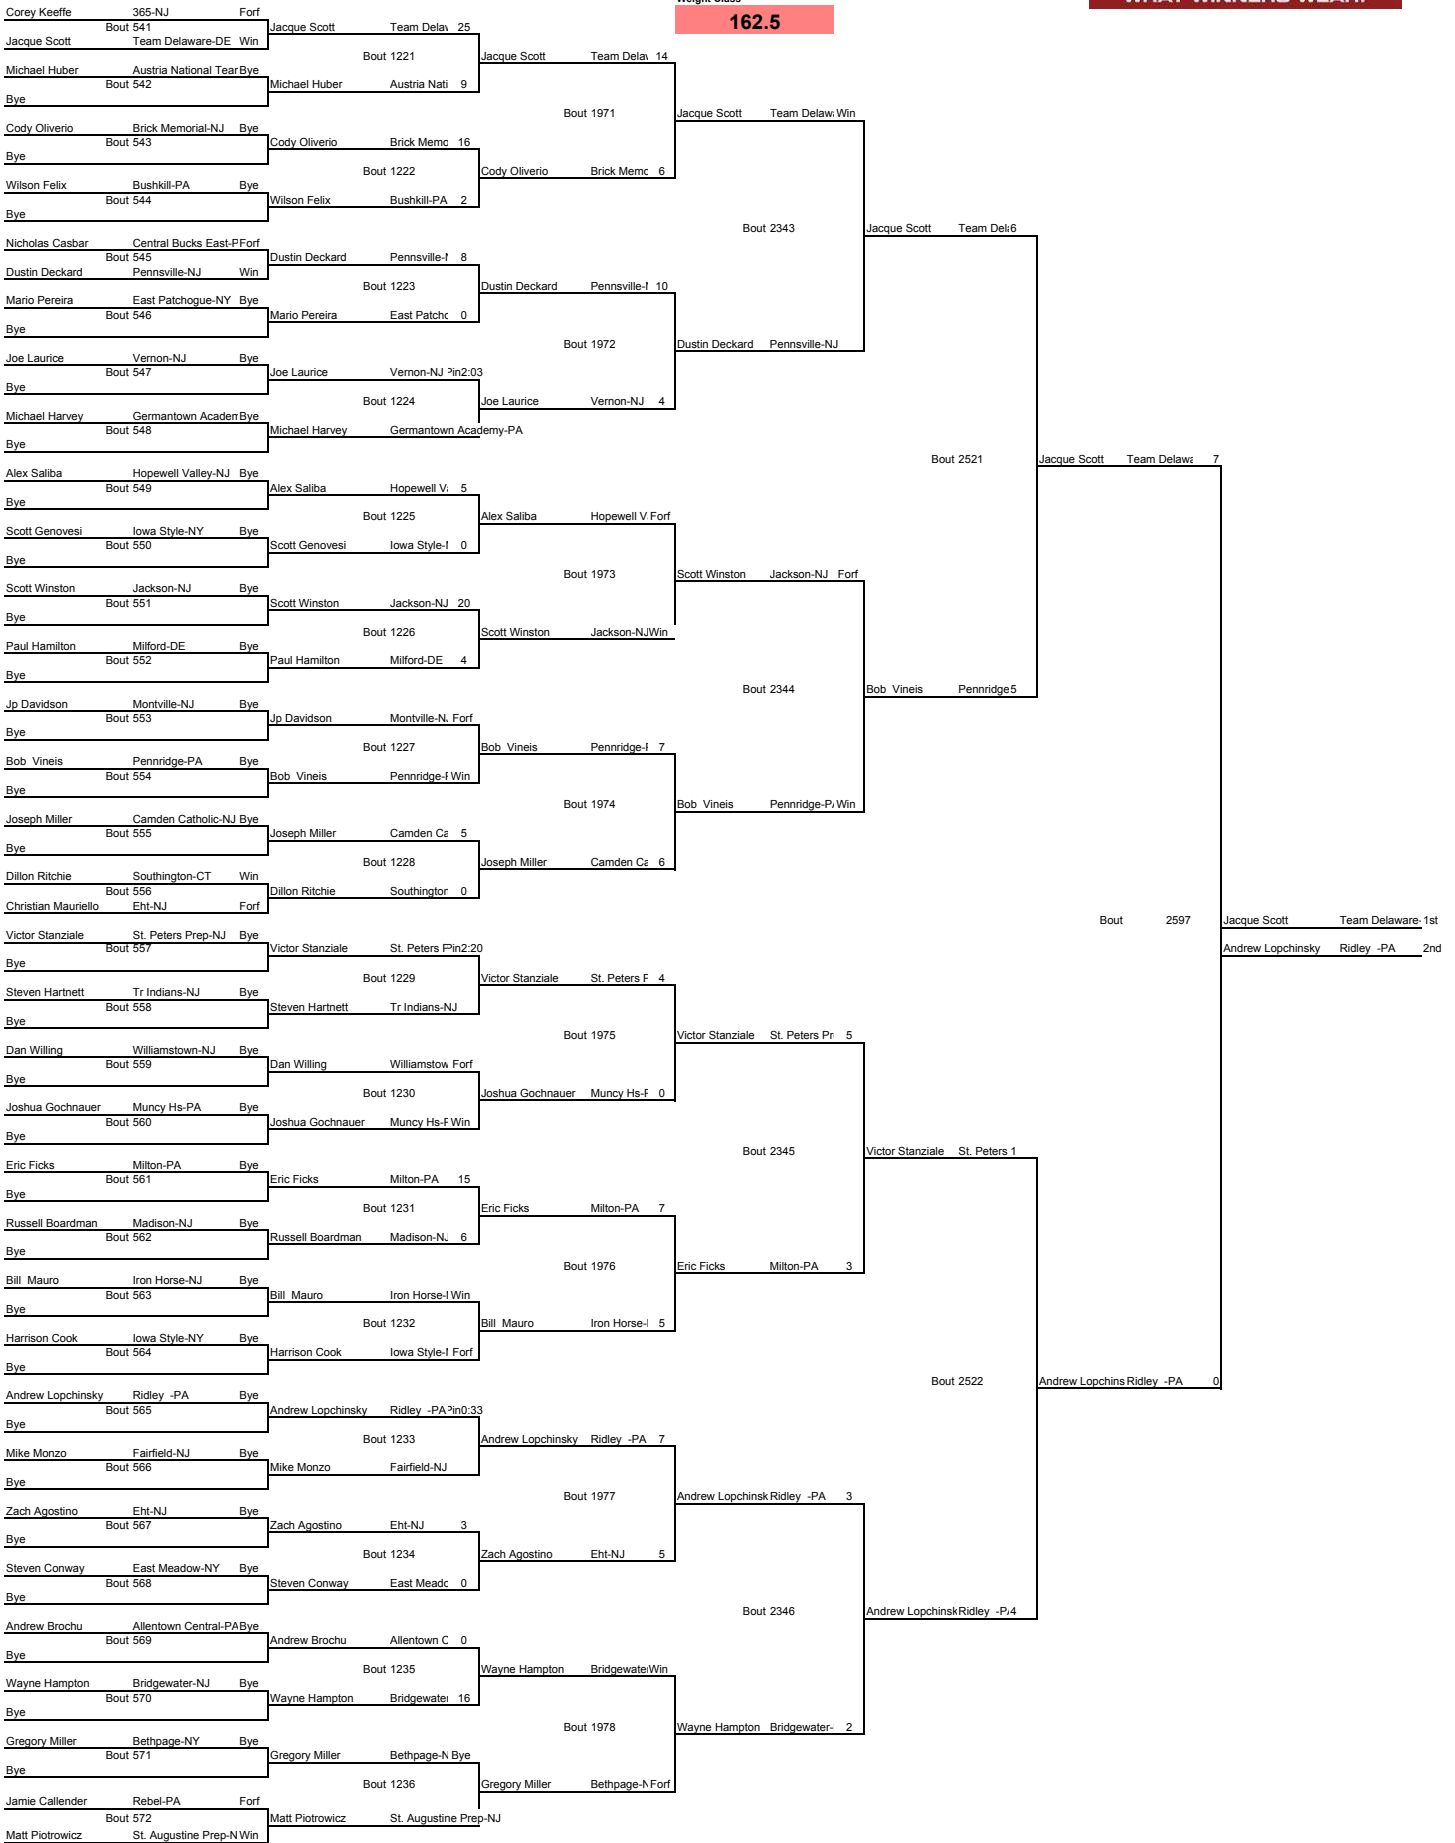 Weight Class
WHAT WINNERS WEAR!
162.5
Corey Keeffe 365-NJ Forf
Bout 541
Jacque Scott Team Delaware-DE Win
Michael Huber Austria National Tear Bye
Bout 542
Bye
Cody Oliverio Brick Memorial-NJ Bye
Bout 543
Bye
Wilson Felix Bushkill-PA Bye
Bout 544
Bye
Nicholas Casbar Central Bucks East-P Forf
Bout 545
Dustin Deckard Pennsville-NJ Win
Mario Pereira East Patchogue-NY Bye
Bout 546
Bye
Joe Laurice Vernon-NJ Bye
Bout 547
Bye
Michael Harvey Germantown Academ Bye
Bout 548
Bye
Alex Saliba Hopewell Valley-NJ Bye
Bout 549
Bye
Scott Genovesi Iowa Style-NY Bye
Bout 550
Bye
Scott Winston Jackson-NJ Bye
Bout 551
Bye
Paul Hamilton Milford-DE Bye
Bout 552
Bye
Jp Davidson Montville-NJ Bye
Bout 553
Bye
Bob Vineis Pennridge-PA Bye
Bout 554
Bye
Joseph Miller Camden Catholic-NJ Bye
Bout 555
Bye
Dillon Ritchie Southington-CT Win
Bout 556
Christian Mauriello Eht-NJ Forf
Victor Stanziale St. Peters Prep-NJ Bye
Bout 557
Bye
Steven Hartnett Tr Indians-NJ Bye
Bout 558
Bye
Dan Willing Williamstown-NJ Bye
Bout 559
Bye
Joshua Gochnauer Muncy Hs-PA Bye
Bout 560
Bye
Eric Ficks Milton-PA Bye
Bout 561
Bye
Russell Boardman Madison-NJ Bye
Bout 562
Bye
Bill Mauro Iron Horse-NJ Bye
Bout 563
Bye
Harrison Cook Iowa Style-NY Bye
Bout 564
Bye
Andrew Lopchinsky Ridley -PA Bye
Bout 565
Bye
Mike Monzo Fairfield-NJ Bye
Bout 566
Bye
Zach Agostino Eht-NJ Bye
Bout 567
Bye
Steven Conway East Meadow-NY Bye
Bout 568
Bye
Andrew Brochu Allentown Central-PA Bye
Bout 569
Bye
Wayne Hampton Bridgewater-NJ Bye
Bout 570
Bye
Gregory Miller Bethpage-NY Bye
Bout 571
Bye
Jamie Callender Rebel-PA Forf
Bout 572
Matt Piotrowicz St. Augustine Prep-N Win
Jacque Scott Team Delaw 25
Bout 1221
Michael Huber Austria Nati 9
Cody Oliverio Brick Memo 16
Bout 1222
Wilson Felix Bushkill-PA 2
Dustin Deckard Pennsville-N 8
Bout 1223
Mario Pereira East Patcho 0
Joe Laurice Vernon-NJ Pin2:03
Bout 1224
Michael Harvey Germantown Academy-PA
Alex Saliba Hopewell Va 5
Bout 1225
Scott Genovesi Iowa Style-N 0
Scott Winston Jackson-NJ 20
Bout 1226
Paul Hamilton Milford-DE 4
Jp Davidson Montville-NJ Forf
Bout 1227
Bob Vineis Pennridge-P Win
Joseph Miller Camden Ca 5
Bout 1228
Dillon Ritchie Southington 0
Victor Stanziale St. Peters P Pin2:20
Bout 1229
Steven Hartnett Tr Indians-NJ
Dan Willing Williamstow Forf
Bout 1230
Joshua Gochnauer Muncy Hs-P Win
Eric Ficks Milton-PA 15
Bout 1231
Russell Boardman Madison-NJ 6
Bill Mauro Iron Horse-N Win
Bout 1232
Harrison Cook Iowa Style-N Forf
Andrew Lopchinsky Ridley -PA Pin0:33
Bout 1233
Mike Monzo Fairfield-NJ
Zach Agostino Eht-NJ 3
Bout 1234
Steven Conway East Meado 0
Andrew Brochu Allentown C 0
Bout 1235
Wayne Hampton Bridgewater 16
Gregory Miller Bethpage-N Bye
Bout 1236
Matt Piotrowicz St. Augustine Prep-NJ
Jacque Scott Team Delaw 14
Bout 1971
Cody Oliverio Brick Memo 6
Dustin Deckard Pennsville-N 10
Bout 1972
Joe Laurice Vernon-NJ 4
Alex Saliba Hopewell V Forf
Bout 1973
Scott Winston Jackson-NJ Win
Bob Vineis Pennridge-P 7
Bout 1974
Joseph Miller Camden Ca 6
Victor Stanziale St. Peters P 4
Bout 1975
Joshua Gochnauer Muncy Hs-P 0
Eric Ficks Milton-PA 7
Bout 1976
Bill Mauro Iron Horse-N 5
Andrew Lopchinsky Ridley -PA 7
Bout 1977
Zach Agostino Eht-NJ 5
Wayne Hampton Bridgewater Win
Bout 1978
Gregory Miller Bethpage-N Forf
Jacque Scott Team Delaw Win
Bout 2343
Dustin Deckard Pennsville-NJ
Scott Winston Jackson-NJ Forf
Bout 2344
Bob Vineis Pennridge-PA Win
Victor Stanziale St. Peters Pr 5
Bout 2345
Eric Ficks Milton-PA 3
Andrew Lopchinsk Ridley -PA 3
Bout 2346
Wayne Hampton Bridgewater- 2
Jacque Scott Team Dela 6
Bout 2521
Bob Vineis Pennridge 5
Victor Stanziale St. Peters 1
Bout 2522
Andrew Lopchinsk Ridley -PA 4
Jacque Scott Team Delawa 7
Bout 2597
Andrew Lopchins Ridley -PA 0
Jacque Scott Team Delaware- 1st
Andrew Lopchinsky Ridley -PA 2nd